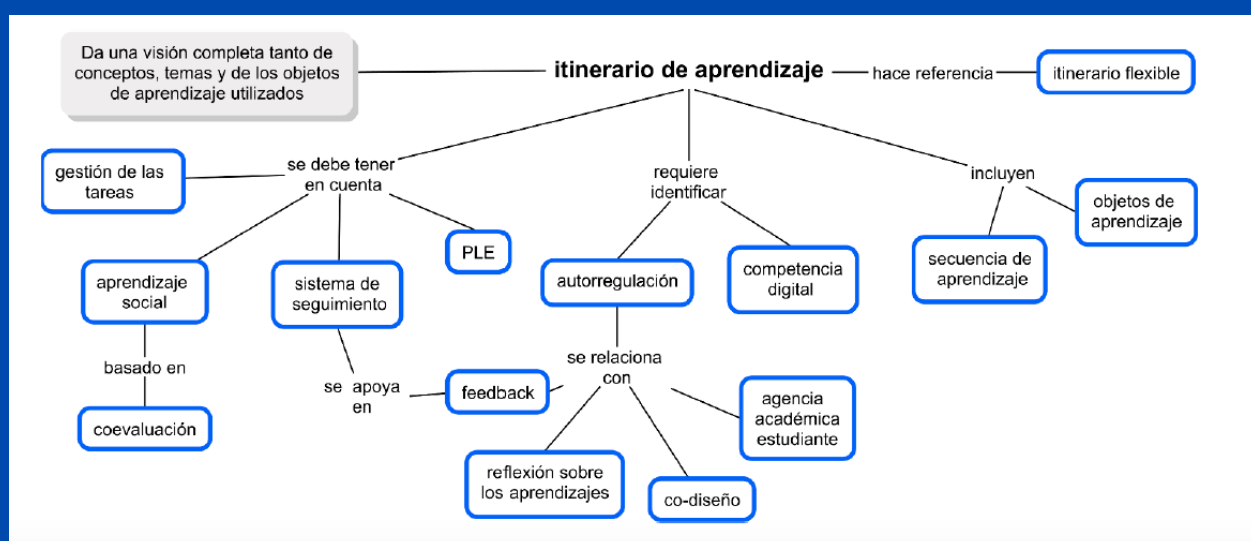 Da una visión completa tanto de
conceptos, temas y de los objetos
de aprendizaje utilizados
itinerario de aprendizaje
hace referencia
itinerario flexible
gestión de las
tareas
se debe tener
en cuenta
requiere
identificar
incluyen
objetos de
aprendizaje
PLE
aprendizaje
social
sistema de
seguimiento
autorregulación
competencia
digital
secuencia de
aprendizaje
basado en
se apoya
en
feedback
se relaciona
con
agencia
académica
estudiante
coevaluación
reflexión sobre
los aprendizajes
co-diseño